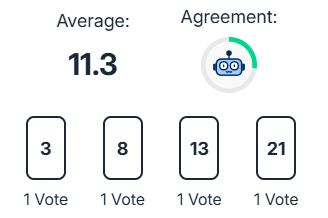 Average: Agreement:
11.3
3 8 13 21
1 Vote 1 Vote 1 Vote 1 Vote